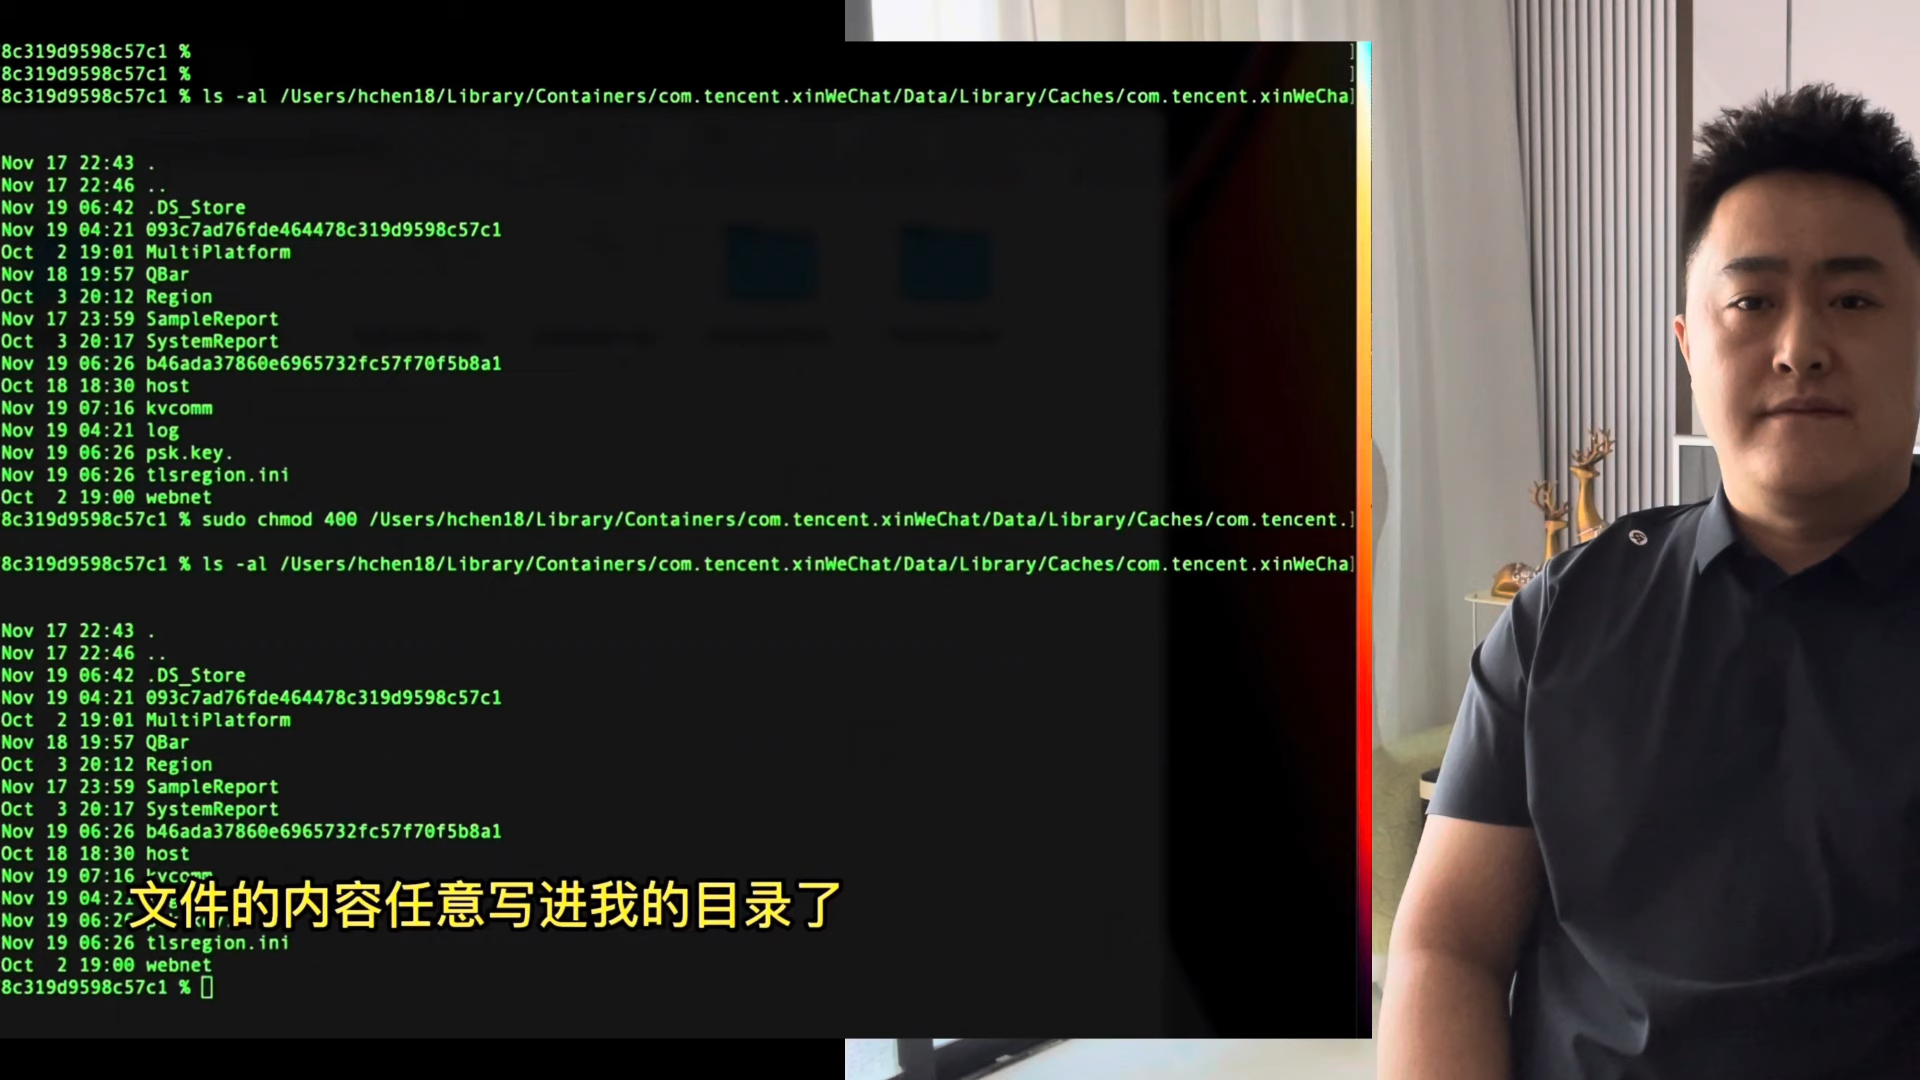 8c319d9598c57c1 %
8c319d9598c57c1 %
8c319d9598c57c1 % ls -al /Users/hchen18/Library/Containers/com.tencent.xinWeChat/Data/Library/Caches/com.tencent.xinWeCha
Nov 17 22:43 .
Nov 17 22:46 ..
Nov 19 06:42 .DS_Store
Nov 19 04:21 093c7ad76fde464478c319d9598c57c1
Oct  2 19:01 MultiPlatform
Nov 18 19:57 QBar
Oct  3 20:12 Region
Nov 17 23:59 SampleReport
Oct  3 20:17 SystemReport
Nov 19 06:26 b46ada37860e6965732fc57f70f5b8a1
Oct 18 18:30 host
Nov 19 07:16 kvcomm
Nov 19 04:21 log
Nov 19 06:26 psk.key.
Nov 19 06:26 tlsregion.ini
Oct  2 19:00 webnet
8c319d9598c57c1 % sudo chmod 400 /Users/hchen18/Library/Containers/com.tencent.xinWeChat/Data/Library/Caches/com.tencent.
8c319d9598c57c1 % ls -al /Users/hchen18/Library/Containers/com.tencent.xinWeChat/Data/Library/Caches/com.tencent.xinWeCha
Nov 17 22:43 .
Nov 17 22:46 ..
Nov 19 06:42 .DS_Store
Nov 19 04:21 093c7ad76fde464478c319d9598c57c1
Oct  2 19:01 MultiPlatform
Nov 18 19:57 QBar
Oct  3 20:12 Region
Nov 17 23:59 SampleReport
Oct  3 20:17 SystemReport
Nov 19 06:26 b46ada37860e6965732fc57f70f5b8a1
Oct 18 18:30 host
Nov 19 07:16 kvcomm
Nov 19 04:21
文件的内容任意写进我的目录了
Nov 19 06:26
Nov 19 06:26 tlsregion.ini
Oct  2 19:00 webnet
8c319d9598c57c1 %